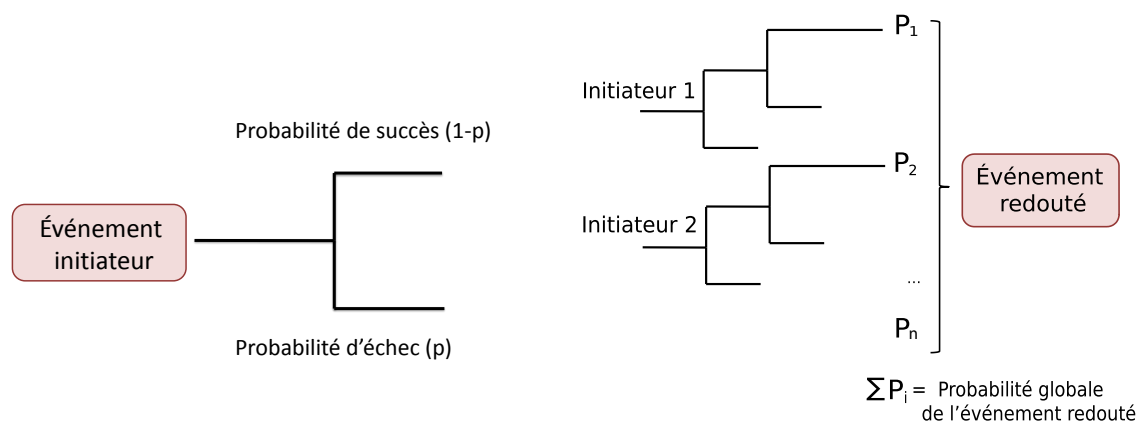 Probabilité de succès (1-p)
Événement
initiateur
Probabilité d’échec (p)
Initiateur 1
P1
Initiateur 2
P2
...
Pn
Événement
redouté
∑Pi = Probabilité globale
de l’événement redouté